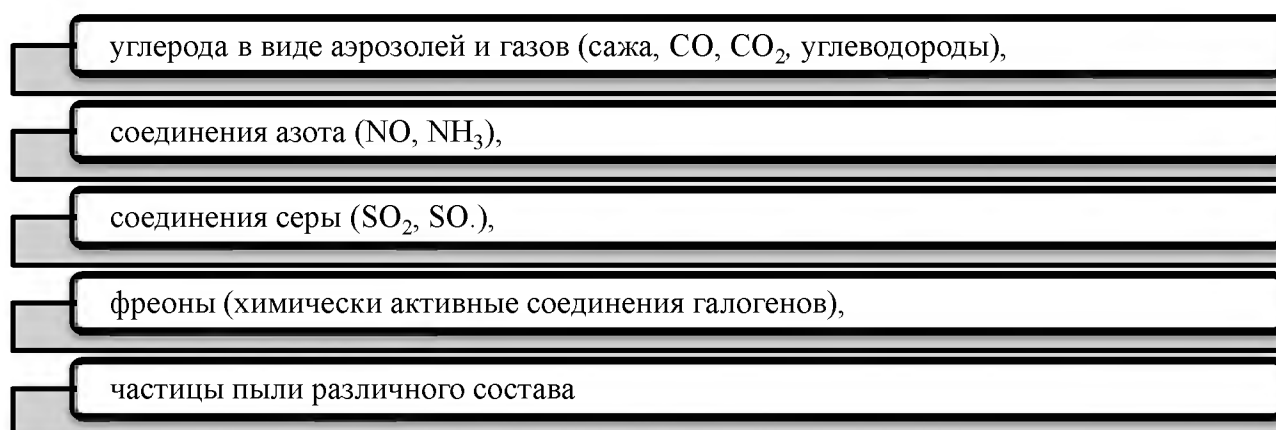 углерода в виде аэрозолей и газов (сажа, CO, CO₂, углеводороды),
соединения азота (NO, NH₃),
соединения серы (SO₂, SO.),
фреоны (химически активные соединения галогенов),
частицы пыли различного состава